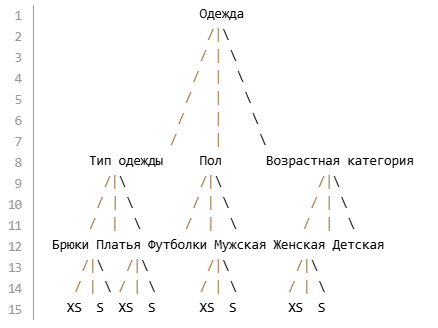 1 Одежда
2 /|\
3 / | \
4 / | \
5 / | \
6 / | \
7 / | \
8 Тип одежды Пол Возрастная категория
9 /|\ /|\ /|\
10 / | \ / | \ / | \
11 / | \ / | \ / | \
12 Брюки Платья Футболки Мужская Женская Детская
13 /|\ /|\ /|\ /|\
14 / | \ / | \ / | \ / | \
15 XS S XS S XS S XS S